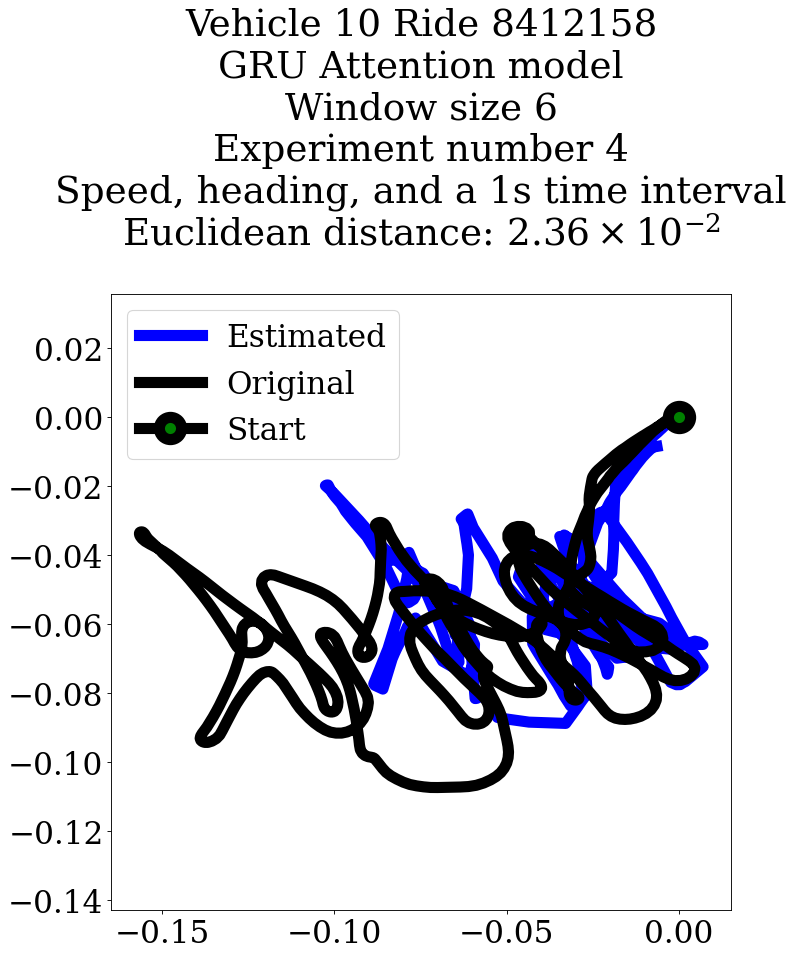 Vehicle 10 Ride 8412158
GRU Attention model
Window size 6
Experiment number 4
Speed, heading, and a 1s time interval
Euclidean distance: 2.36 × 10⁻²
Estimated
Original
Start
0.02
0.00
−0.02
−0.04
−0.06
−0.08
−0.10
−0.12
−0.14
−0.15 −0.10 −0.05 0.00